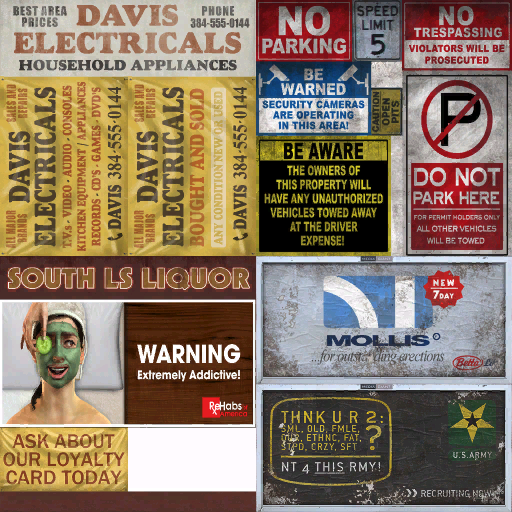 BEST AREA
PRICES
DAVIS
PHONE
384-555-0144
ELECTRICALS
HOUSEHOLD APPLIANCES
SALES AND
REPAIRS
ALL MAJOR
BRANDS
DAVIS
ELECTRICALS
T.V.S · VIDEO · AUDIO · CONSOLES
KITCHEN EQUIPMENT / APPLIANCES
RECORDS · CD'S · GAMES · DVD'S
DAVIS 384-555-0144
SALES AND
REPAIRS
ALL MAJOR
BRANDS
DAVIS
ELECTRICALS
BOUGHT AND SOLD
ANY CONDITION NEW OR USED
DAVIS 384-555-0144
NO
PARKING
SPEED
LIMIT
5
NO
TRESPASSING
VIOLATORS WILL BE
PROSECUTED
BE
WARNED
SECURITY CAMERAS
ARE OPERATING
IN THIS AREA!
CAUTION
OPEN
PITS
BE AWARE
THE OWNERS OF
THIS PROPERTY WILL
HAVE ANY UNAUTHORIZED
VEHICLES TOWED AWAY
AT THE DRIVER
EXPENSE!
P
DO NOT
PARK HERE
FOR PERMIT HOLDERS ONLY
ALL OTHER VEHICLES
WILL BE TOWED
SOUTH LS LIQUOR
WARNING
Extremely Addictive!
ReHabs of
America
ASK ABOUT
OUR LOYALTY
CARD TODAY
NEW
7 DAY
MOLLIS
...for outstanding erections
Betta
THNK U R 2:
SML, OLD, FMLE,
QUR, ETHNC, FAT,
STPD, CRZY, SFT
?
NT 4 THIS RMY!
U.S. ARMY
RECRUITING NOW